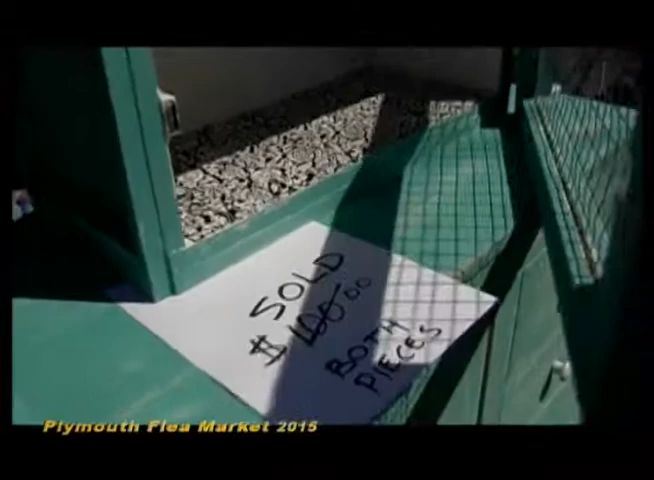 SOLD
$100.00
BOTH
PIECES
Plymouth Flea Market 2015